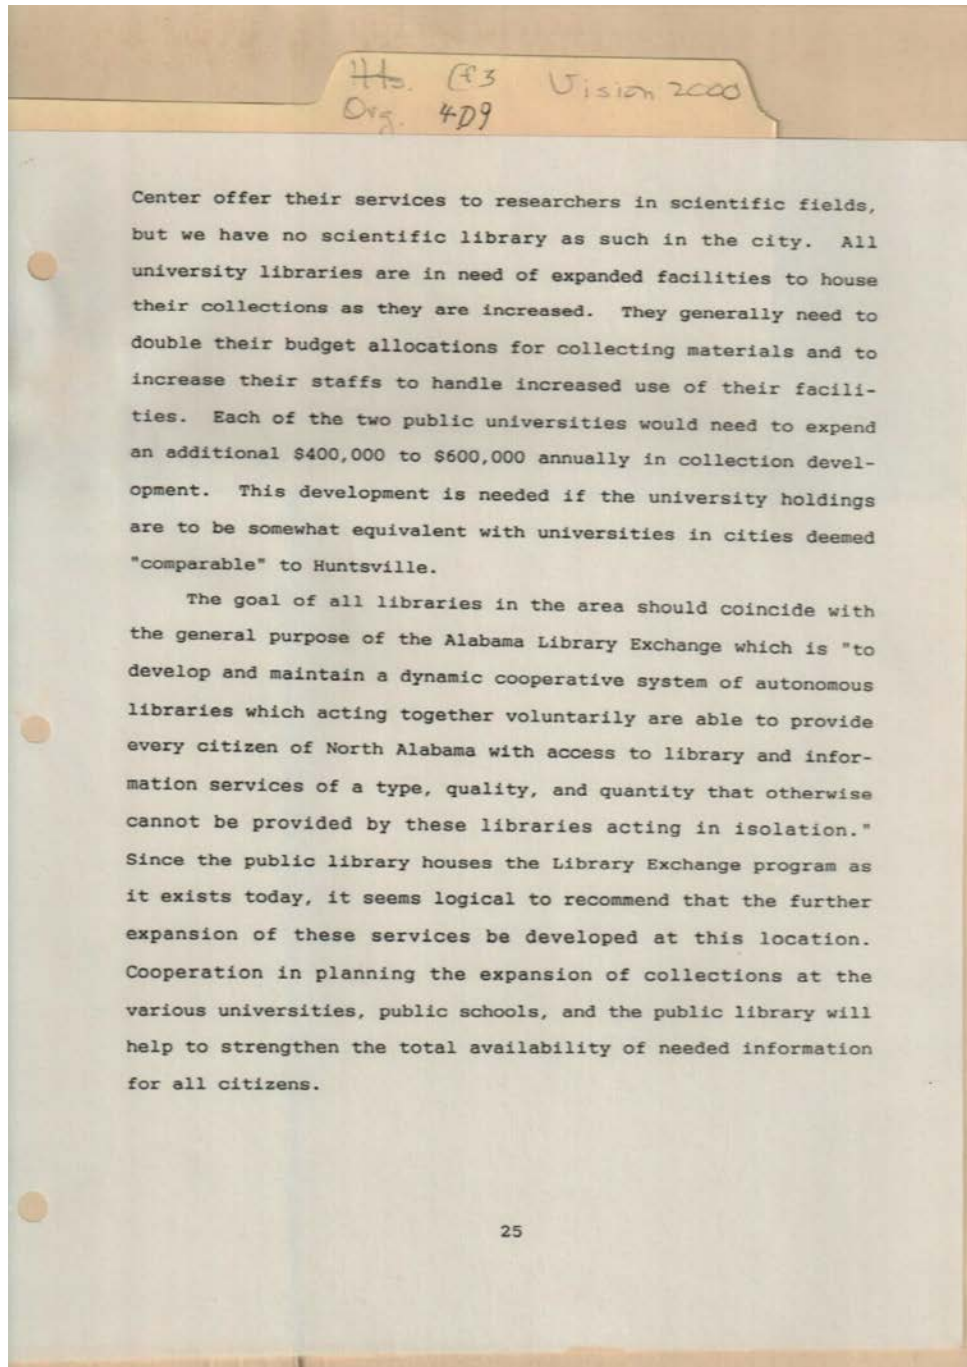 Hts. Cf3 Vision 2000
Org. 4D9
Center offer their services to researchers in scientific fields,
but we have no scientific library as such in the city. All
university libraries are in need of expanded facilities to house
their collections as they are increased. They generally need to
double their budget allocations for collecting materials and to
increase their staffs to handle increased use of their facili-
ties. Each of the two public universities would need to expend
an additional $400,000 to $600,000 annually in collection devel-
opment. This development is needed if the university holdings
are to be somewhat equivalent with universities in cities deemed
"comparable" to Huntsville.
The goal of all libraries in the area should coincide with
the general purpose of the Alabama Library Exchange which is "to
develop and maintain a dynamic cooperative system of autonomous
libraries which acting together voluntarily are able to provide
every citizen of North Alabama with access to library and infor-
mation services of a type, quality, and quantity that otherwise
cannot be provided by these libraries acting in isolation."
Since the public library houses the Library Exchange program as
it exists today, it seems logical to recommend that the further
expansion of these services be developed at this location.
Cooperation in planning the expansion of collections at the
various universities, public schools, and the public library will
help to strengthen the total availability of needed information
for all citizens.
25